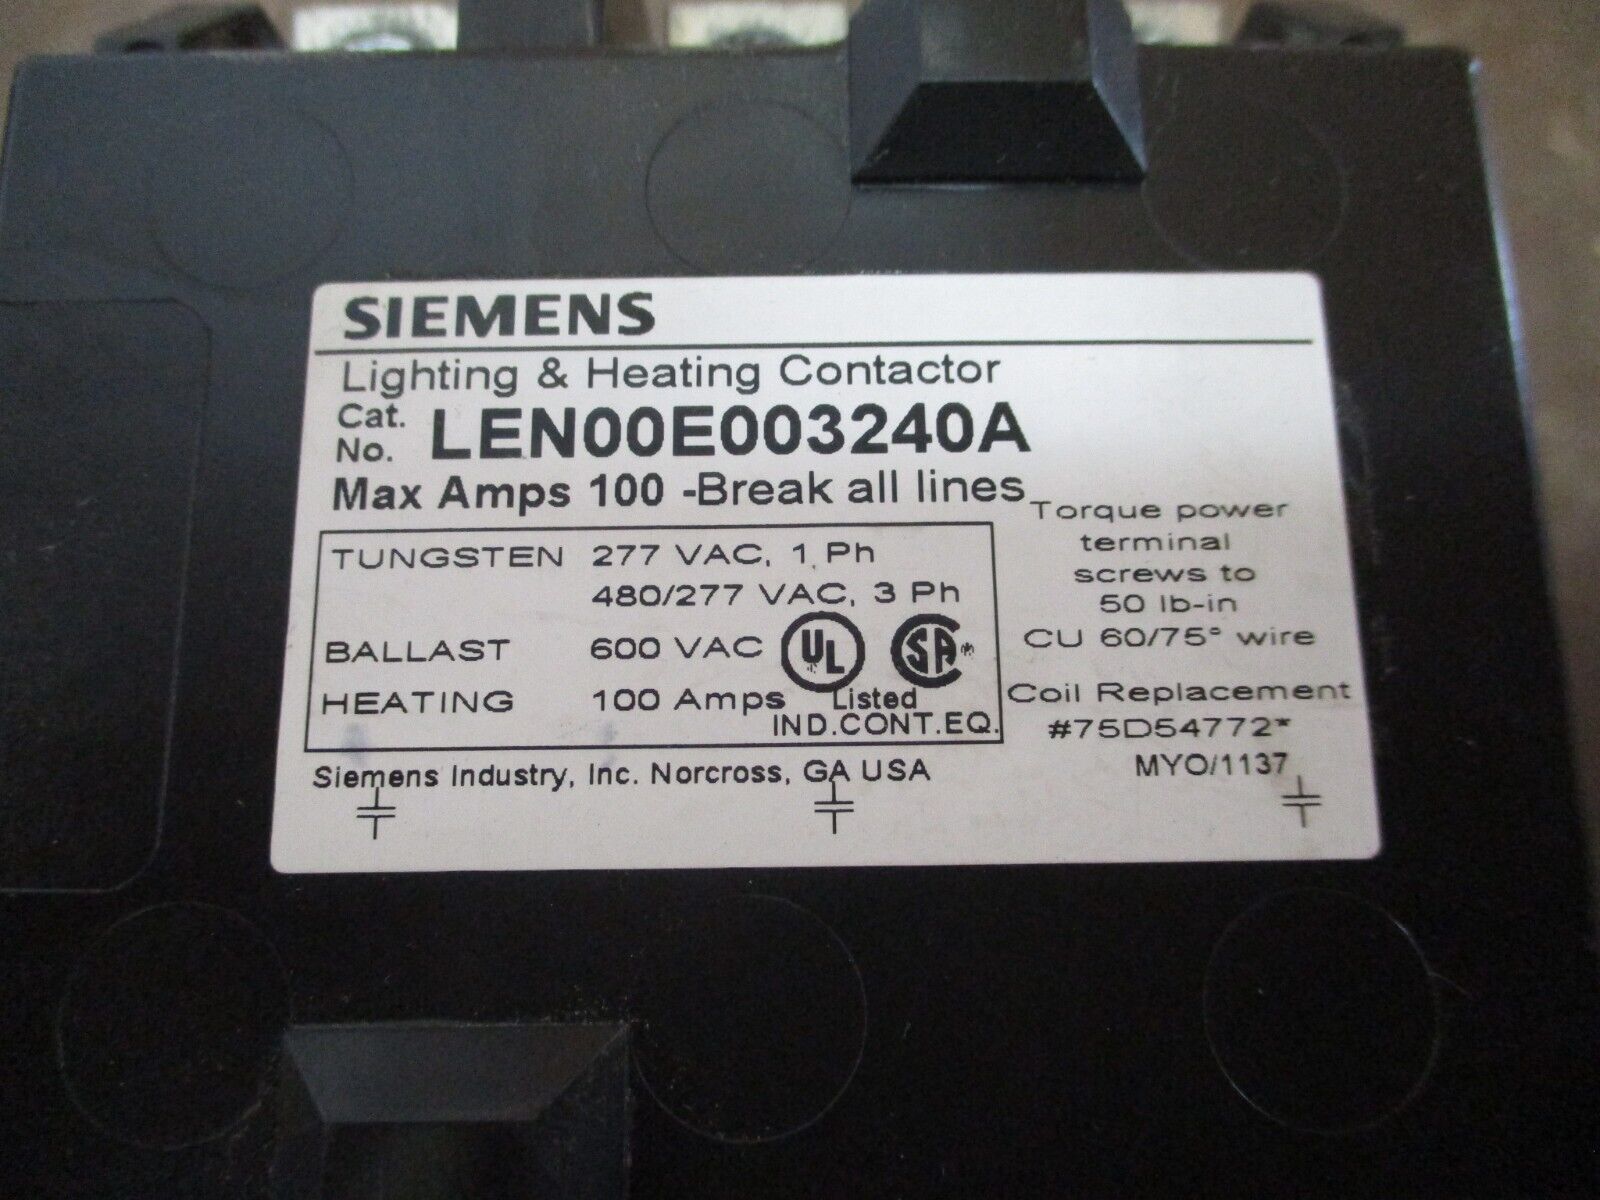 SIEMENS
Lighting & Heating Contactor
Cat. No. LEN00E003240A
Max Amps 100 -Break all lines
TUNGSTEN 277 VAC, 1 Ph
480/277 VAC, 3 Ph
BALLAST 600 VAC UL SA*
HEATING 100 Amps Listed
IND.CONT.EQ.
Torque power
terminal
screws to
50 lb-in
CU 60/75° wire
Coil Replacement
#75D54772*
MYO/1137
Siemens Industry, Inc. Norcross, GA USA